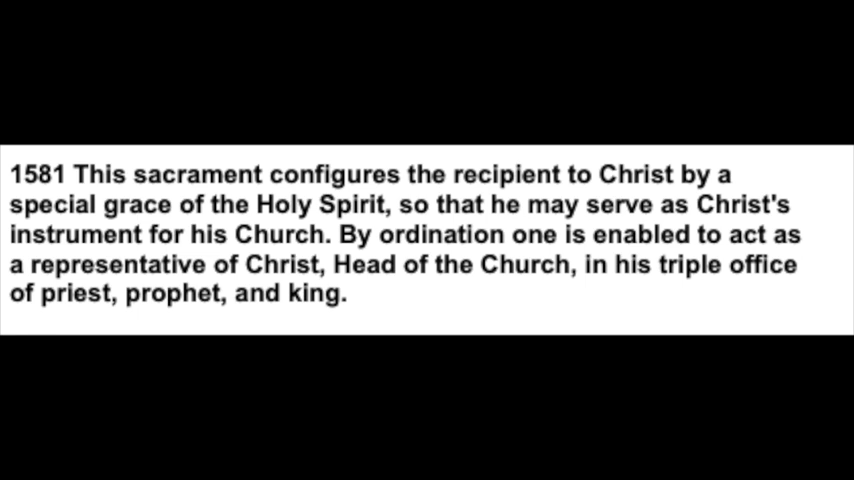 1581 This sacrament configures the recipient to Christ by a
special grace of the Holy Spirit, so that he may serve as Christ's
instrument for his Church. By ordination one is enabled to act as
a representative of Christ, Head of the Church, in his triple office
of priest, prophet, and king.